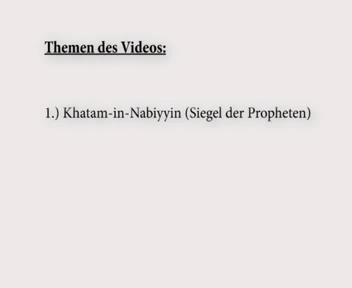 Themen des Videos:
1.) Khatam-in-Nabiyyin (Siegel der Propheten)